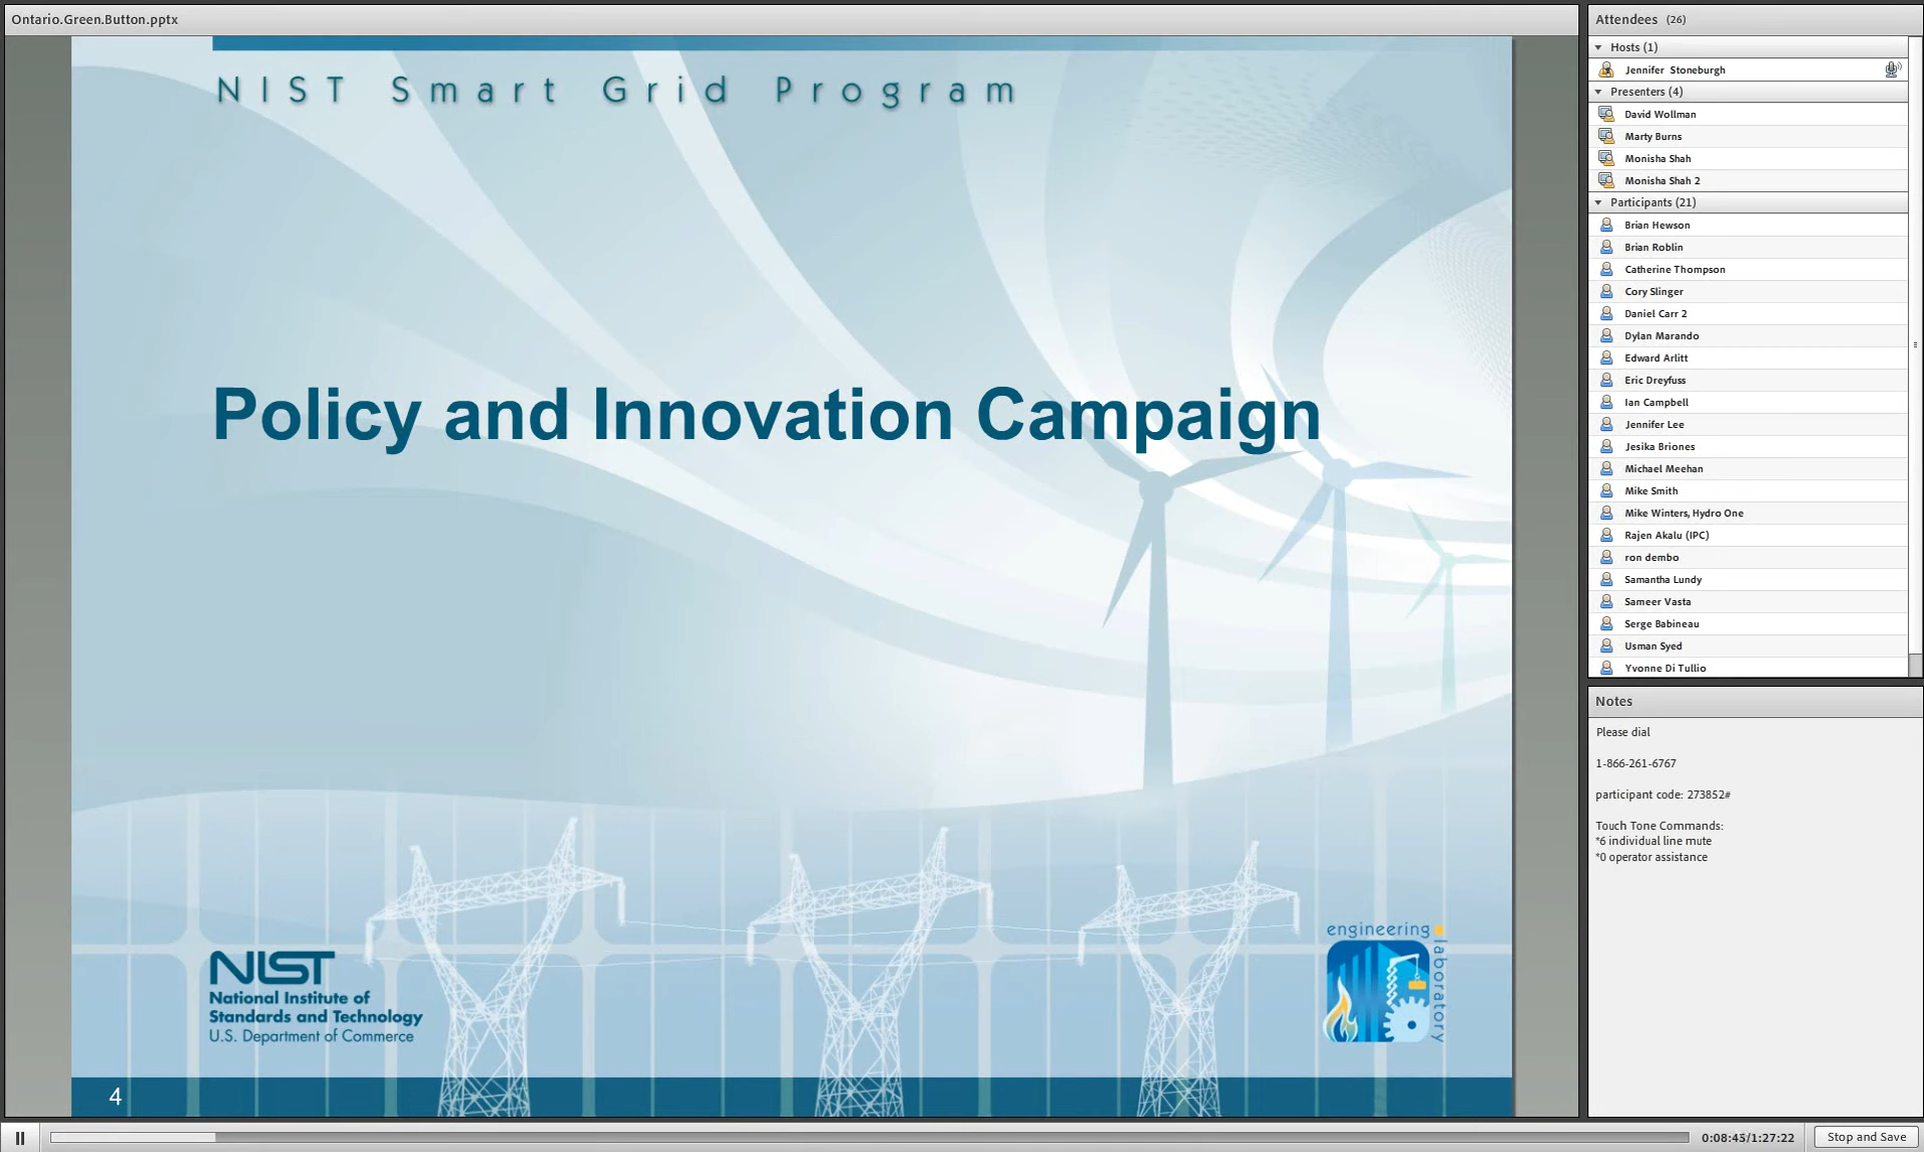 Ontario.Green.Button.pptx
NIST Smart Grid Program
Policy and Innovation Campaign
NIST
National Institute of
Standards and Technology
U.S. Department of Commerce
engineering
laboratory
4
Attendees (26)
Hosts (1)
Jennifer Stoneburgh
Presenters (4)
David Wollman
Marty Burns
Monisha Shah
Monisha Shah 2
Participants (21)
Brian Hewson
Brian Roblin
Catherine Thompson
Cory Slinger
Daniel Carr 2
Dylan Marando
Edward Arlitt
Eric Dreyfuss
Ian Campbell
Jennifer Lee
Jesika Briones
Michael Meehan
Mike Smith
Mike Winters, Hydro One
Rajen Akalu (IPC)
ron dembo
Samantha Lundy
Sameer Vasta
Serge Babineau
Usman Syed
Yvonne Di Tullio
Notes
Please dial
1-866-261-6767
participant code: 273852#
Touch Tone Commands:
*6 individual line mute
*0 operator assistance
0:08:45/1:27:22
Stop and Save